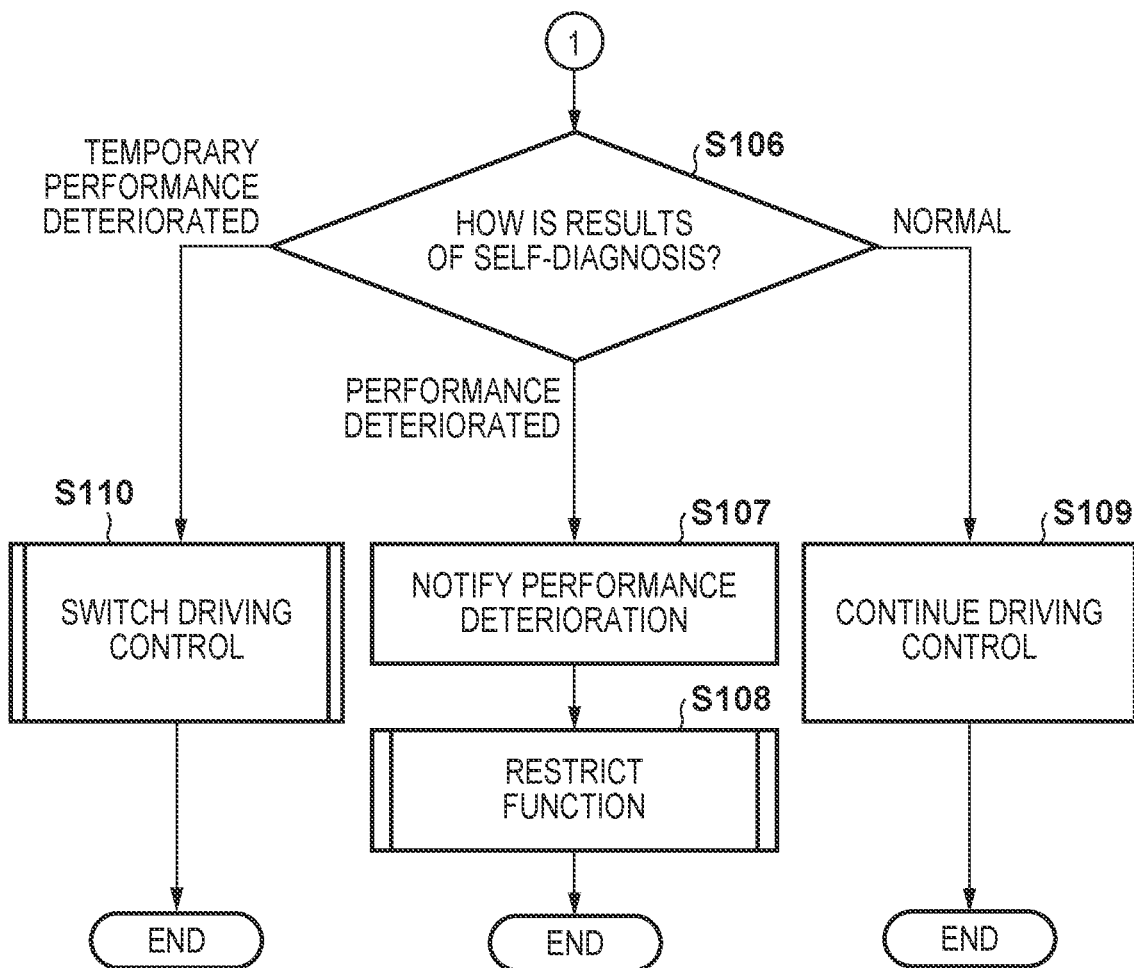 1
S106
TEMPORARY
PERFORMANCE
DETERIORATED
HOW IS RESULTS
OF SELF-DIAGNOSIS?
NORMAL
PERFORMANCE
DETERIORATED
S110
SWITCH DRIVING
CONTROL
S107
NOTIFY PERFORMANCE
DETERIORATION
S109
CONTINUE DRIVING
CONTROL
S108
RESTRICT
FUNCTION
END
END
END